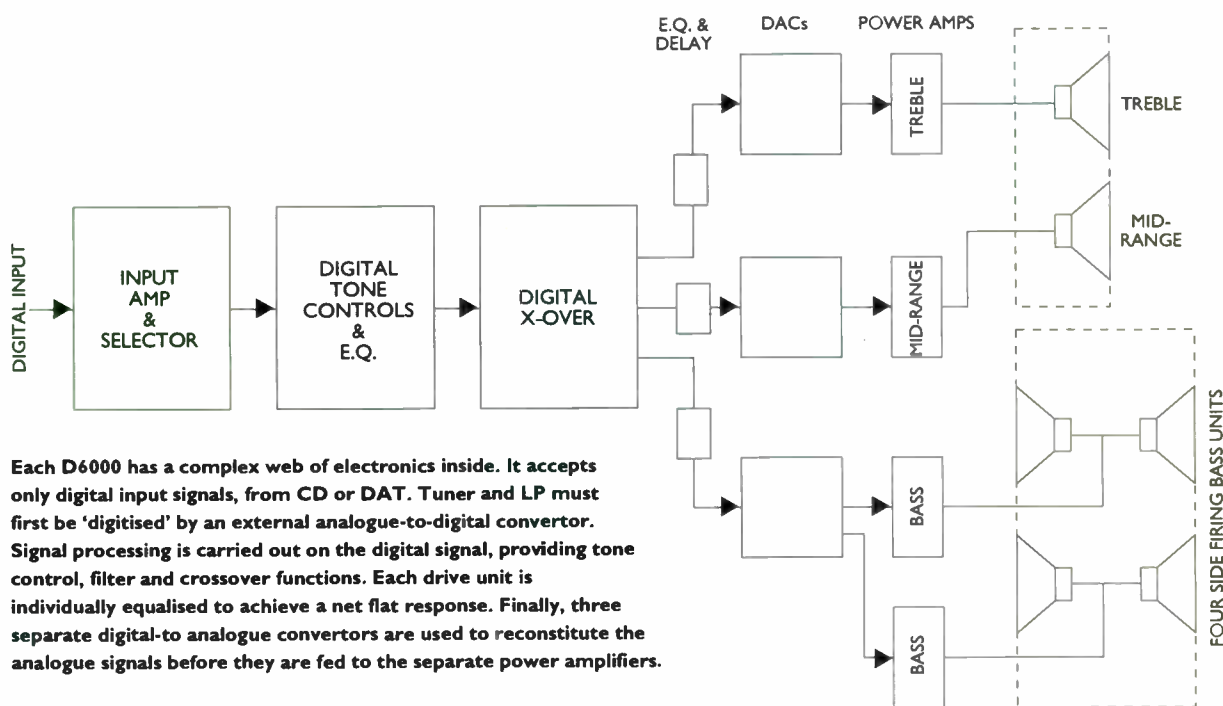 E.Q. &
DELAY
DACs
POWER AMPS
TREBLE
TREBLE
MID-
RANGE
DIGITAL INPUT
INPUT
AMP
&
SELECTOR
DIGITAL
TONE
CONTROLS
&
E.Q.
DIGITAL
X-OVER
MID-RANGE
BASS
BASS
FOUR SIDE FIRING BASS UNITS
Each D6000 has a complex web of electronics inside. It accepts
only digital input signals, from CD or DAT. Tuner and LP must
first be ‘digitised’ by an external analogue-to-digital convertor.
Signal processing is carried out on the digital signal, providing tone
control, filter and crossover functions. Each drive unit is
individually equalised to achieve a net flat response. Finally, three
separate digital-to analogue convertors are used to reconstitute the
analogue signals before they are fed to the separate power amplifiers.